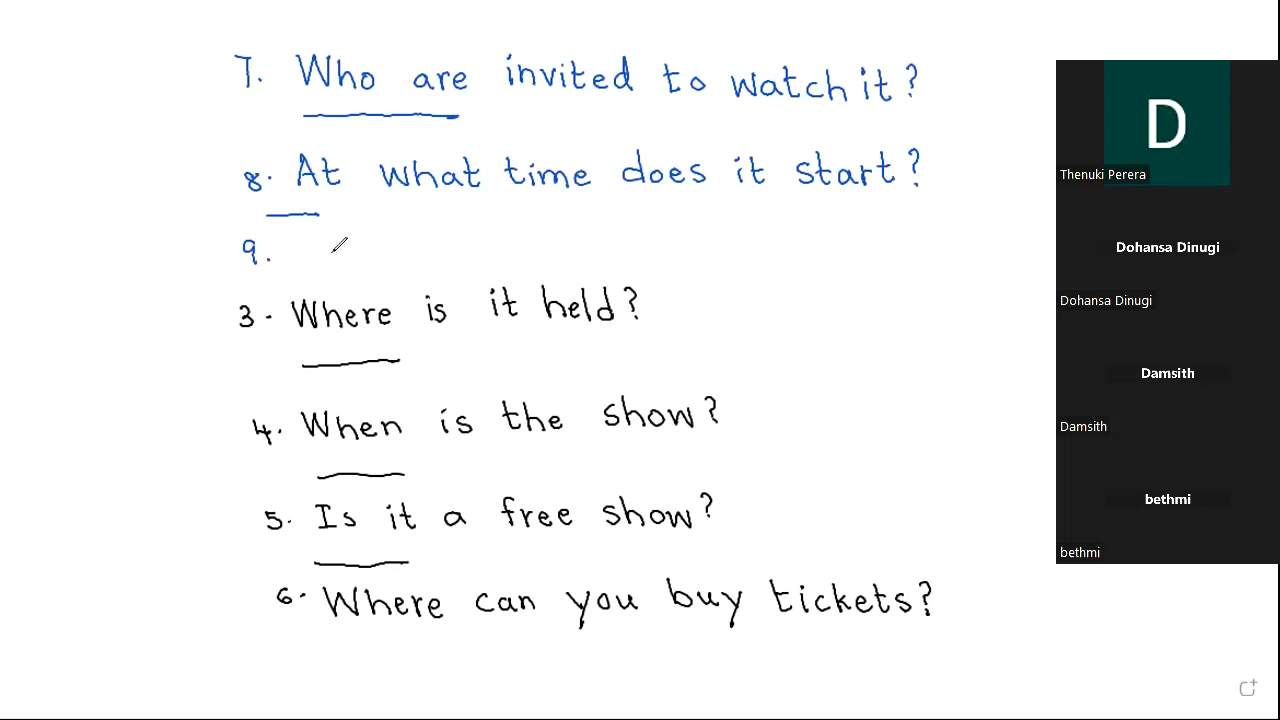 7. Who are invited to watch it?
8. At what time does it start?
9.
3. Where is it held?
4. When is the show?
5. Is it a free show?
6. Where can you buy tickets?
D
Thenuki Perera
Dohansa Dinugi
Dohansa Dinugi
Damsith
Damsith
bethmi
bethmi